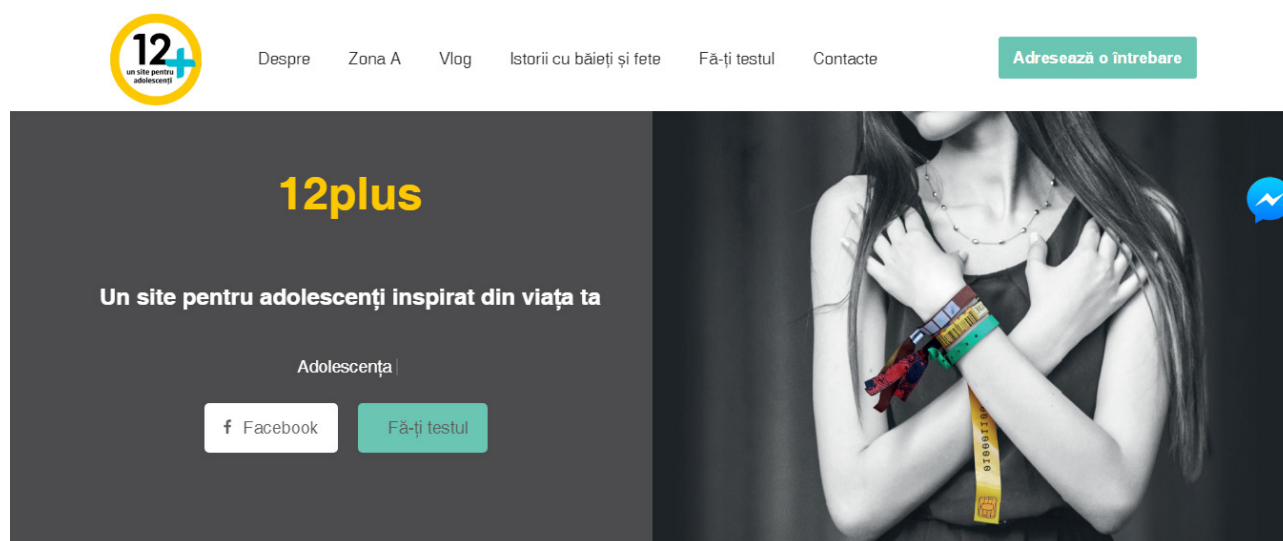 12+
un site pentru
adolescenți
Despre
Zona A
Vlog
Istorii cu băieți și fete
Fă-ți testul
Contacte
Adresează o întrebare
12plus
Un site pentru adolescenți inspirat din viața ta
Adolescența
f Facebook
Fă-ți testul